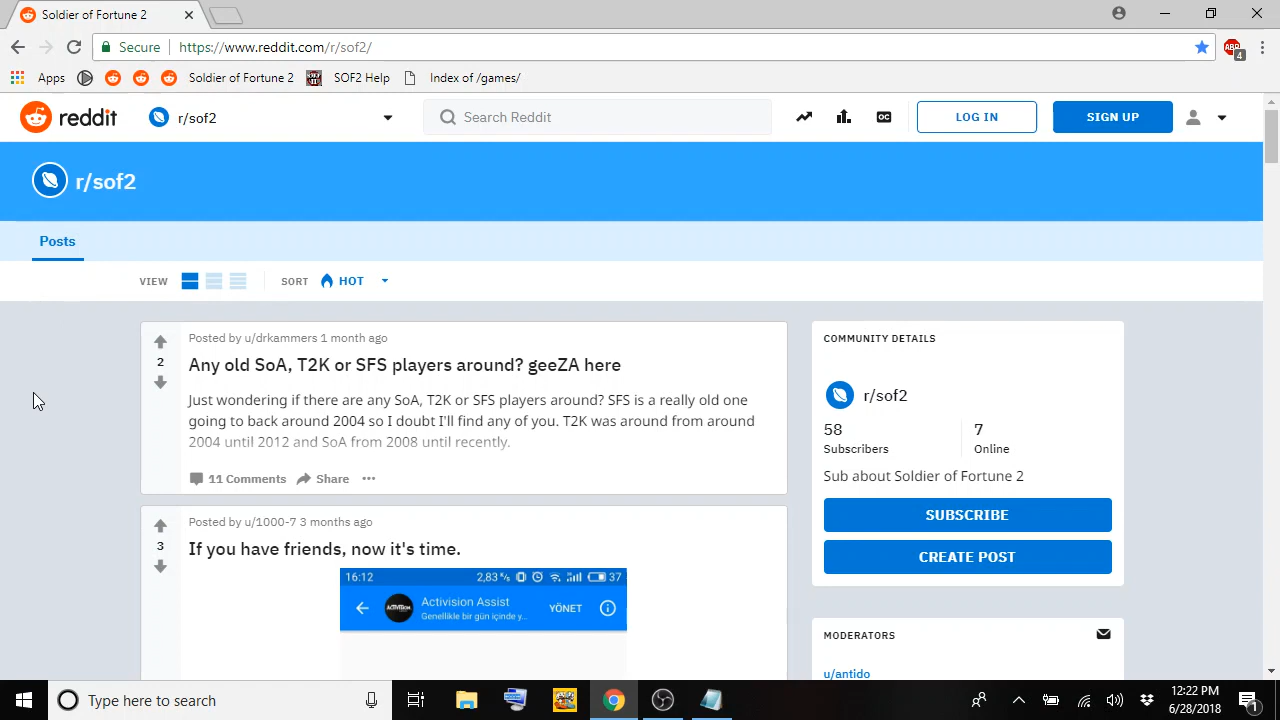 Soldier of Fortune 2
Secure https://www.reddit.com/r/sof2/
ABP
4
Apps Soldier of Fortune 2 SOF2 Help Index of /games/
reddit r/sof2 Search Reddit OC LOG IN SIGN UP
r/sof2
Posts
VIEW SORT HOT
Posted by u/drkammers 1 month ago
2
Any old SoA, T2K or SFS players around? geeZA here
Just wondering if there are any SoA, T2K or SFS players around? SFS is a really old one
going to back around 2004 so I doubt I'll find any of you. T2K was around from around
2004 until 2012 and SoA from 2008 until recently.
11 Comments Share
COMMUNITY DETAILS
r/sof2
58 7
Subscribers Online
Sub about Soldier of Fortune 2
SUBSCRIBE
CREATE POST
Posted by u/1000-7 3 months ago
3
If you have friends, now it's time.
16:12 2,83 K/s 37
ACTIVISION
Activision Assist YÖNET
Genellikle bir gün içinde y...
MODERATORS
u/antido
Type here to search
12:22 PM
6/28/2018
1